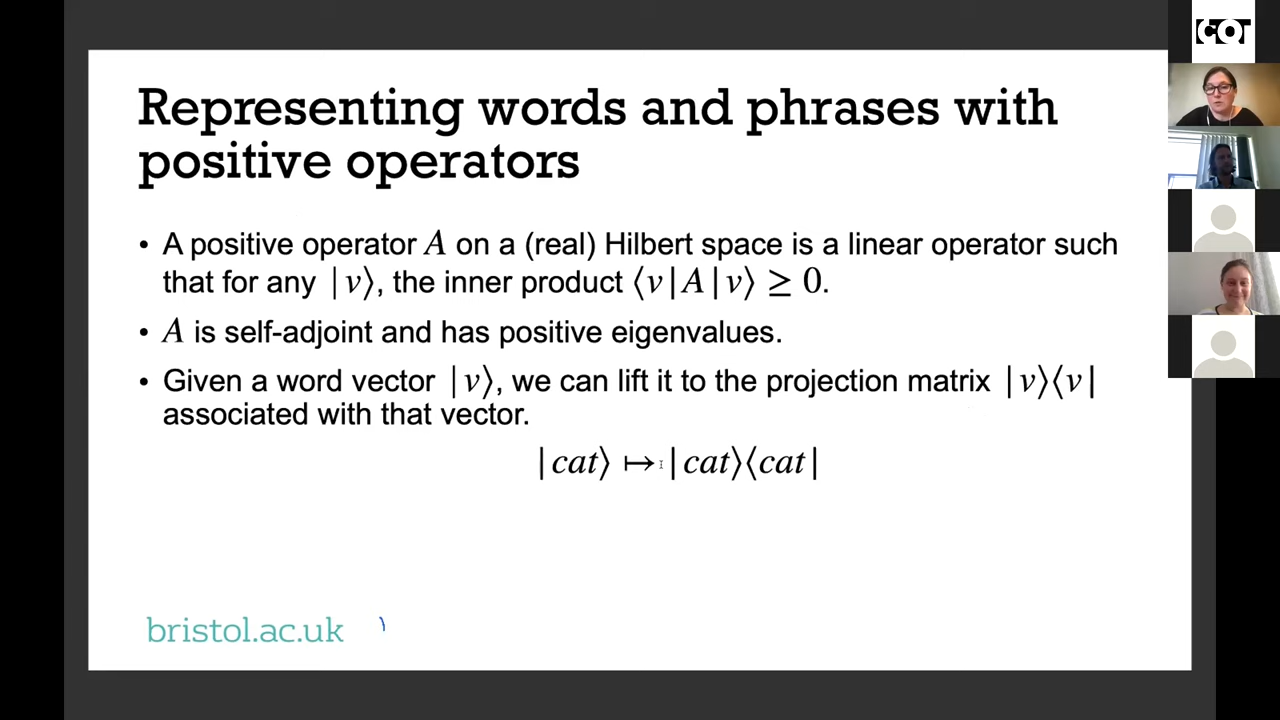 Representing words and phrases with
positive operators
• A positive operator A on a (real) Hilbert space is a linear operator such
that for any |v⟩, the inner product ⟨v|A|v⟩ ≥ 0.
• A is self-adjoint and has positive eigenvalues.
• Given a word vector |v⟩, we can lift it to the projection matrix |v⟩⟨v|
associated with that vector.
|cat⟩ ↦ |cat⟩⟨cat|
bristol.ac.uk